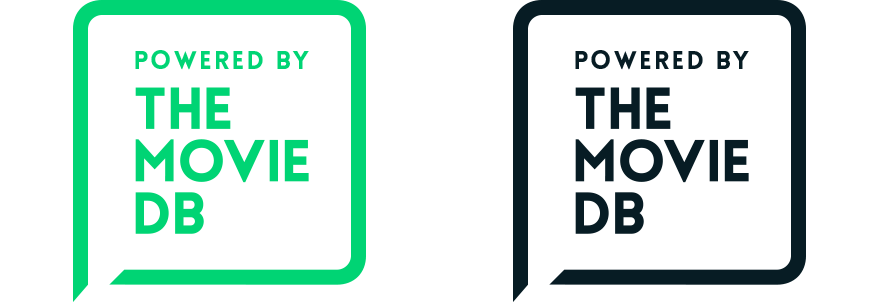 POWERED BY
THE
MOVIE
DB
POWERED BY
THE
MOVIE
DB